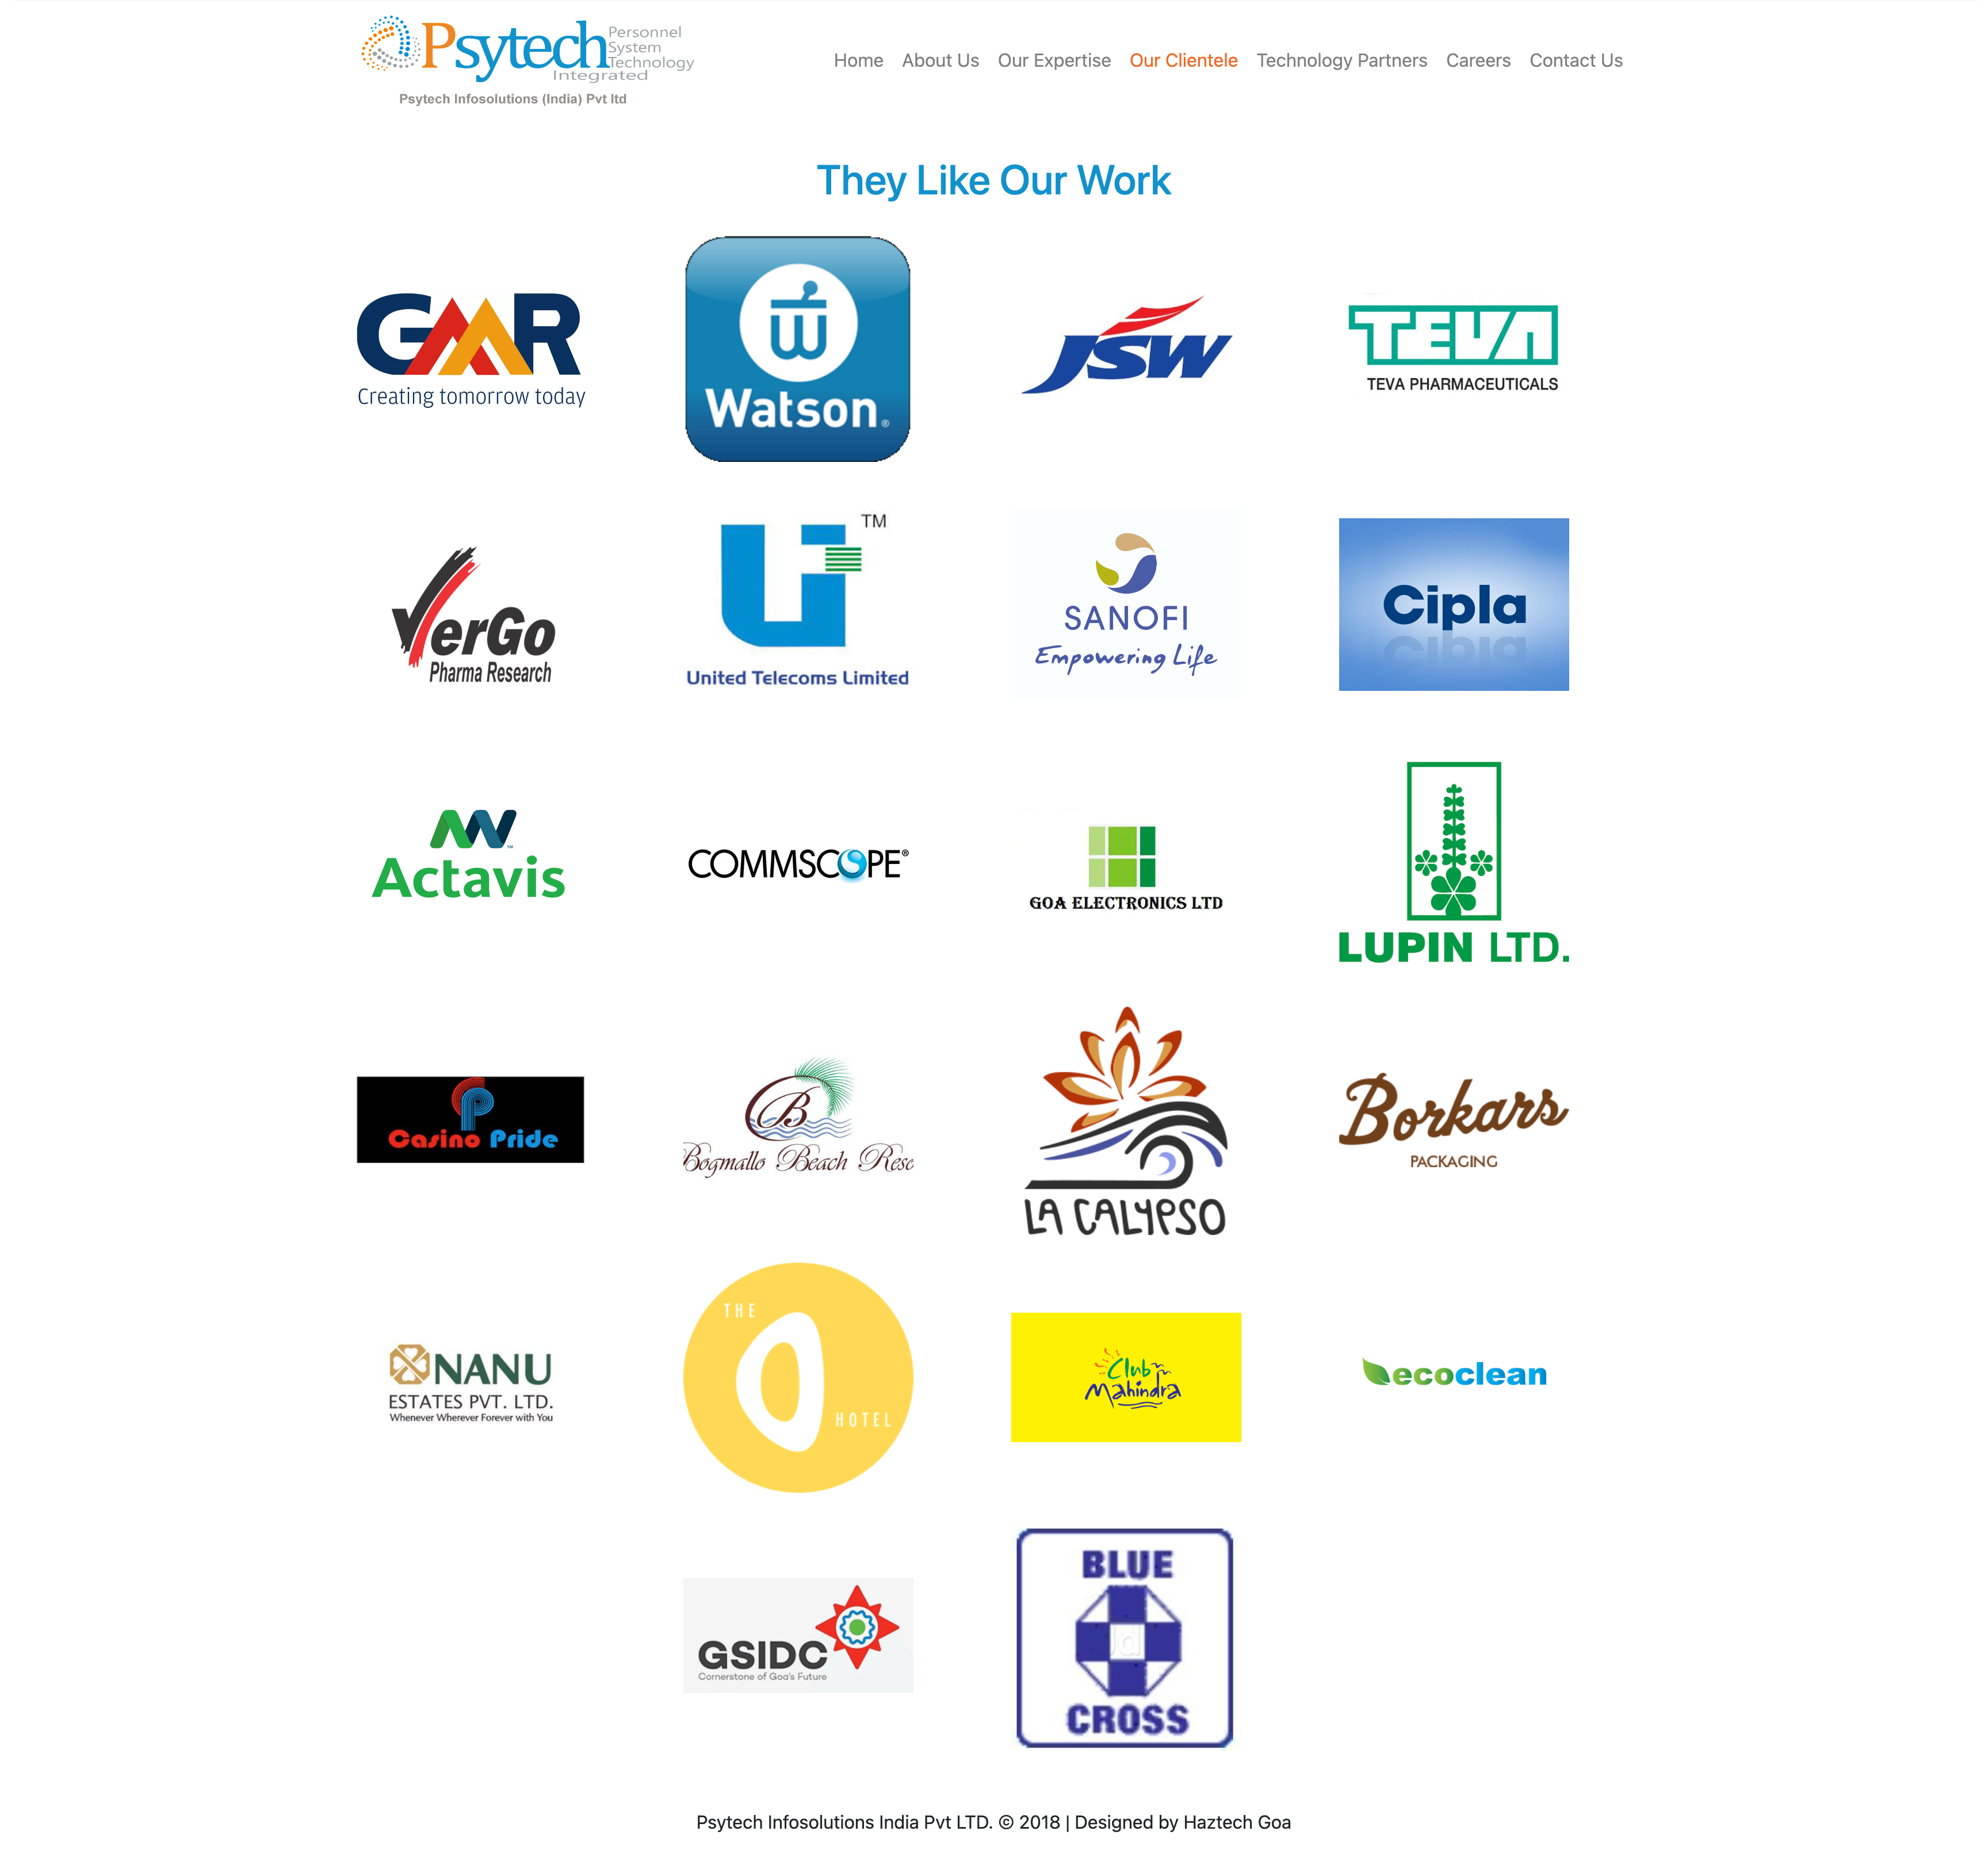 Psytech
Personnel
System
Technology
Integrated
Psytech Infosolutions (India) Pvt ltd
Home About Us Our Expertise Our Clientele Technology Partners Careers Contact Us
They Like Our Work
GMR
Creating tomorrow today
Watson®
JSW
TEVA
TEVA PHARMACEUTICALS
VerGo
Pharma Research
TM
United Telecoms Limited
SANOFI
Empowering Life
Cipla
Actavis
COMMSCOPE®
GOA ELECTRONICS LTD
LUPIN LTD.
Casino Pride
B
Bogmallo Beach Reso
LA CALYPSO
Borkars
PACKAGING
NANU
ESTATES PVT. LTD.
Whenever Wherever Forever with You
THE
O
HOTEL
Club
Mahindra
ecoclean
GSIDC
Cornerstone of Goa's Future
BLUE
CROSS
Psytech Infosolutions India Pvt LTD. © 2018 | Designed by Haztech Goa